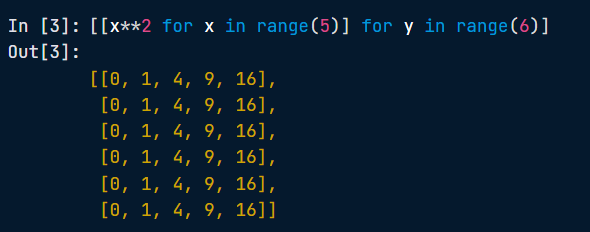 In [3]: [[x**2 for x in range(5)] for y in range(6)]
Out[3]:
[[0, 1, 4, 9, 16],
[0, 1, 4, 9, 16],
[0, 1, 4, 9, 16],
[0, 1, 4, 9, 16],
[0, 1, 4, 9, 16],
[0, 1, 4, 9, 16]]